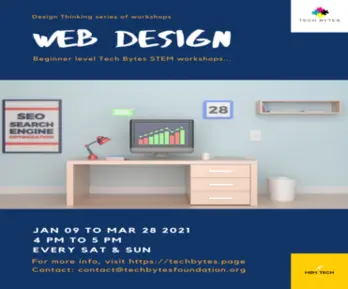 Design Thinking series of workshops
WEB DESIGN
Beginner level Tech Bytes STEM workshops...
TECH BYTES
SEO
SEARCH
ENGINE
OPTIMIZATION
28
JAN 09 TO MAR 28 2021
4 PM TO 5 PM
EVERY SAT & SUN
For more info, visit https://techbytes.page
Contact: contact@techbytesfoundation.org